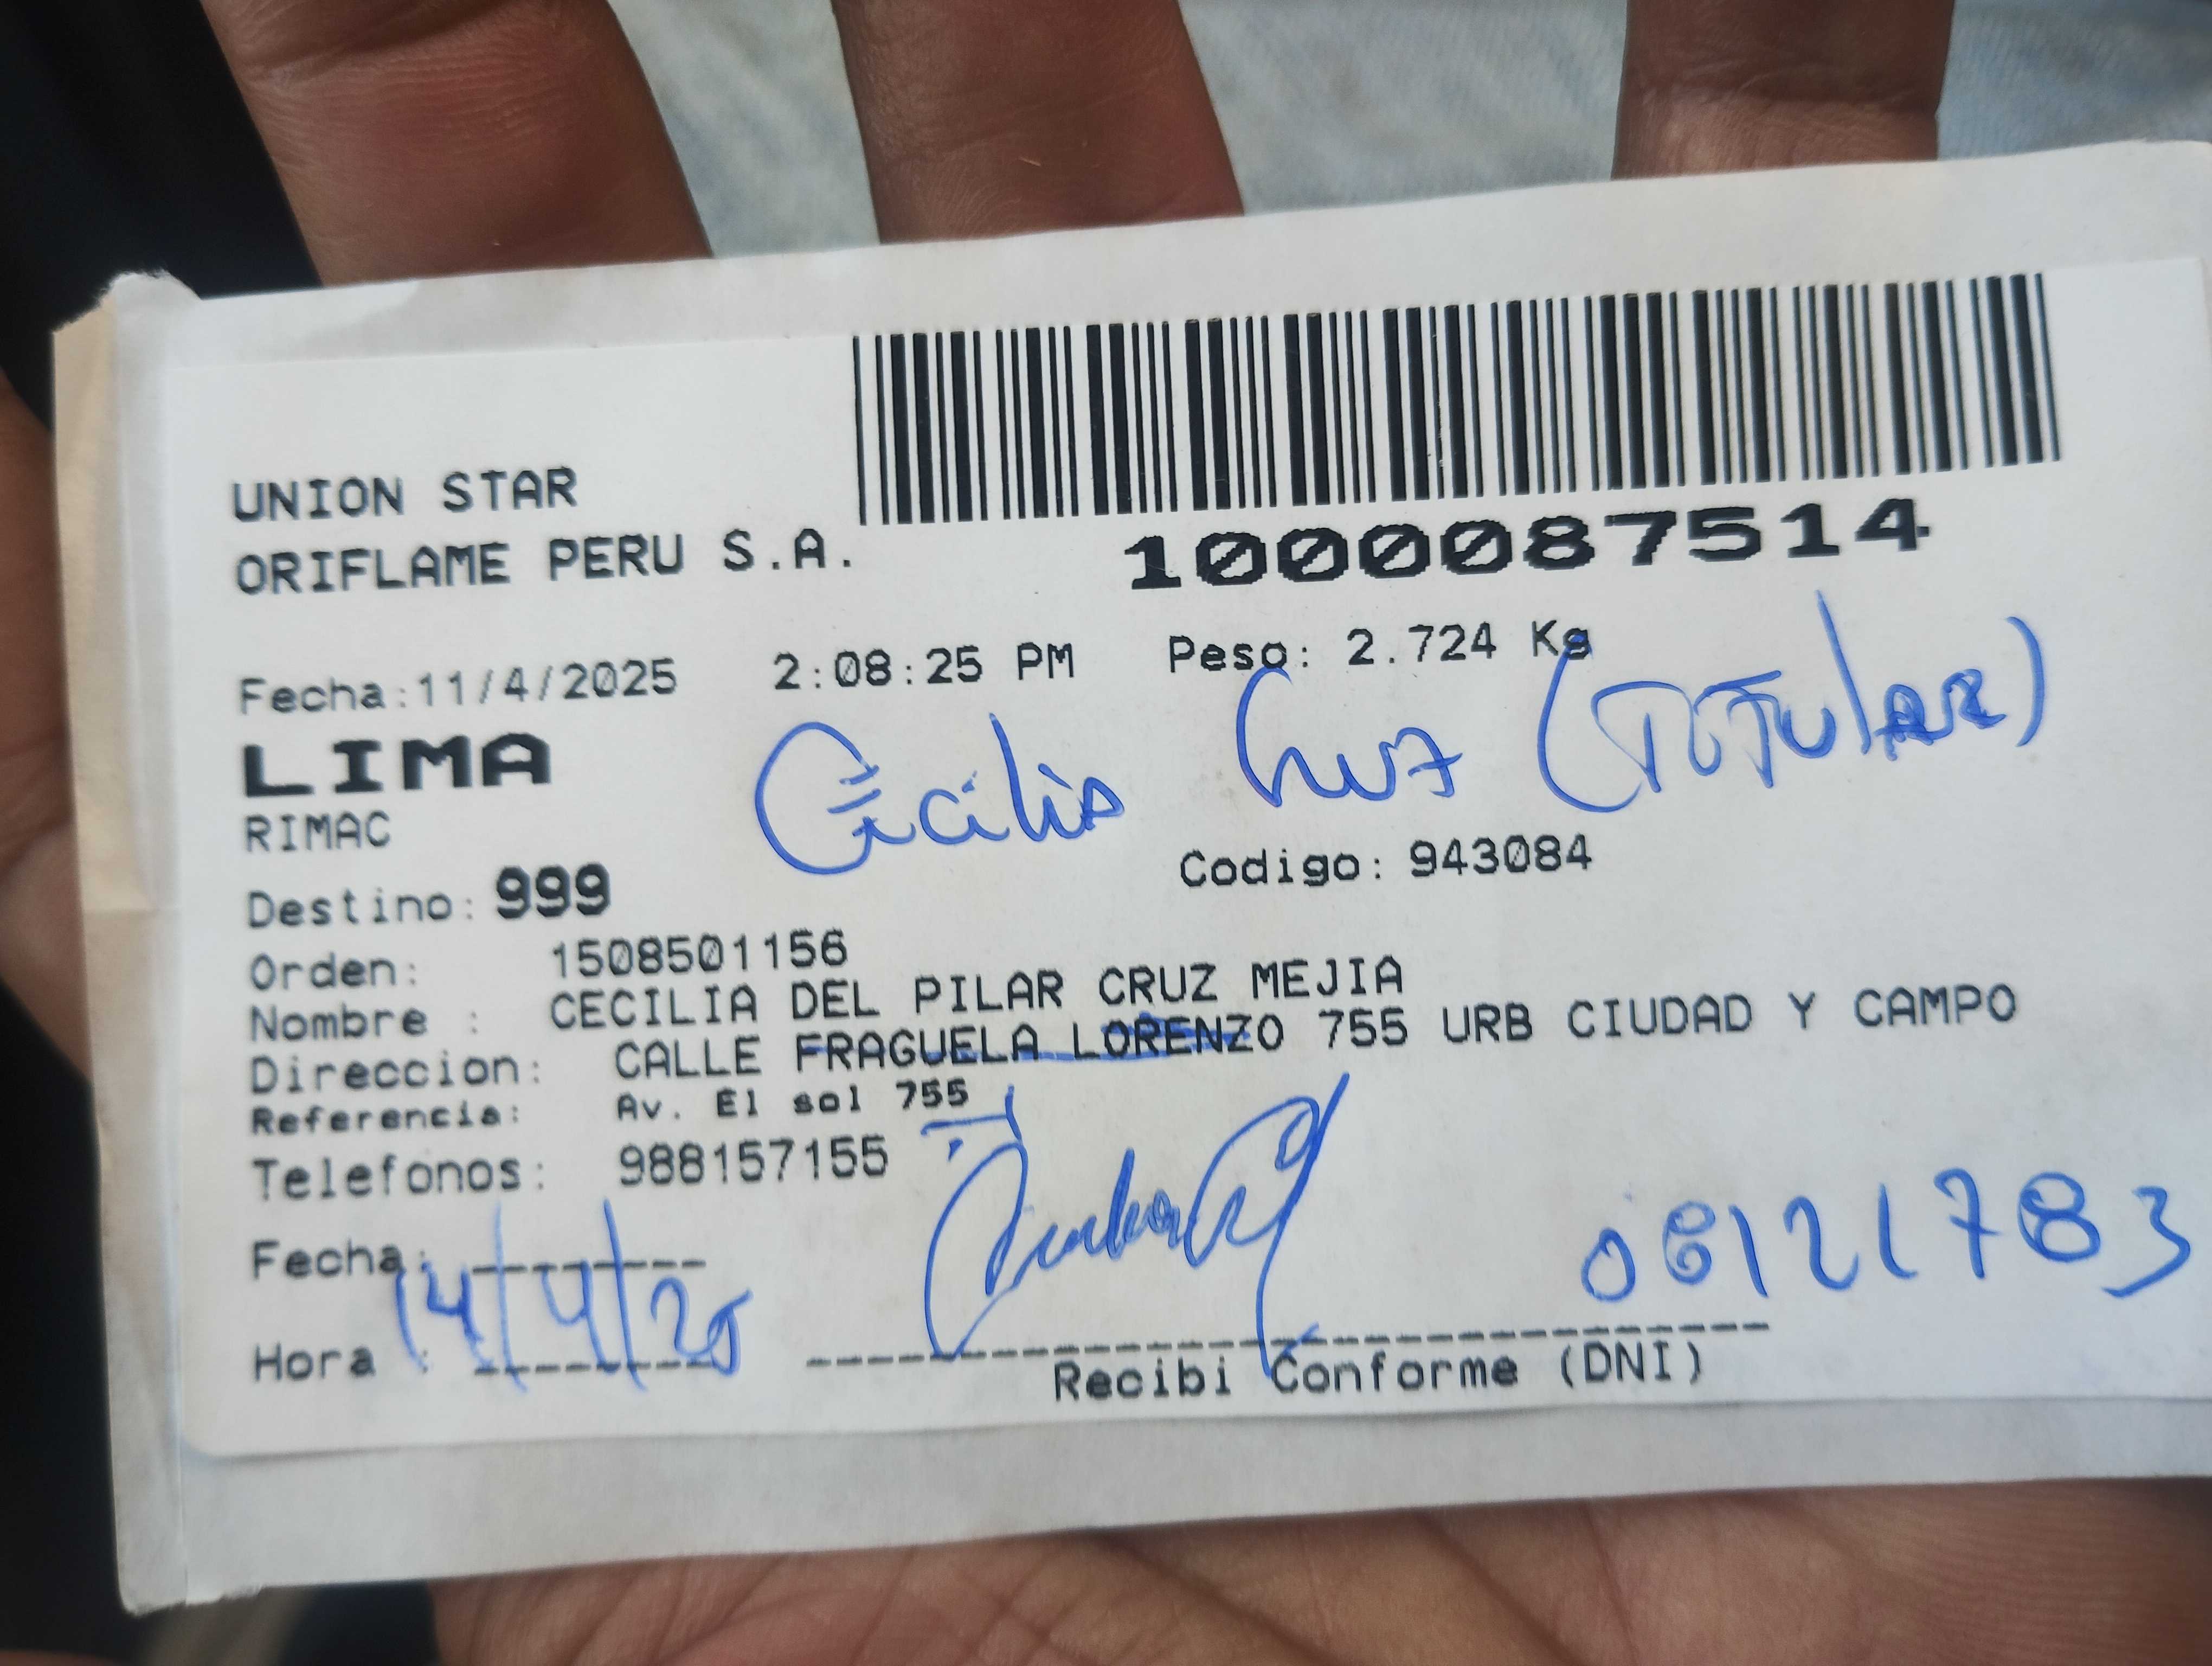 UNION STAR
ORIFLAME PERU S.A.
1000087514
Fecha:11/4/2025 2:08:25 PM Peso: 2.724 Kg
LIMA
RIMAC
Cecilia Cruz (TITULAR)
Destino: 999 Codigo: 943084
Orden: 1508501156
Nombre : CECILIA DEL PILAR CRUZ MEJIA
Direccion: CALLE FRAGUELA LORENZO 755 URB CIUDAD Y CAMPO
Referencia: Av. El sol 755
Telefonos: 988157155
Fecha: 14/4/25
08121783
Hora :
Recibi Conforme (DNI)